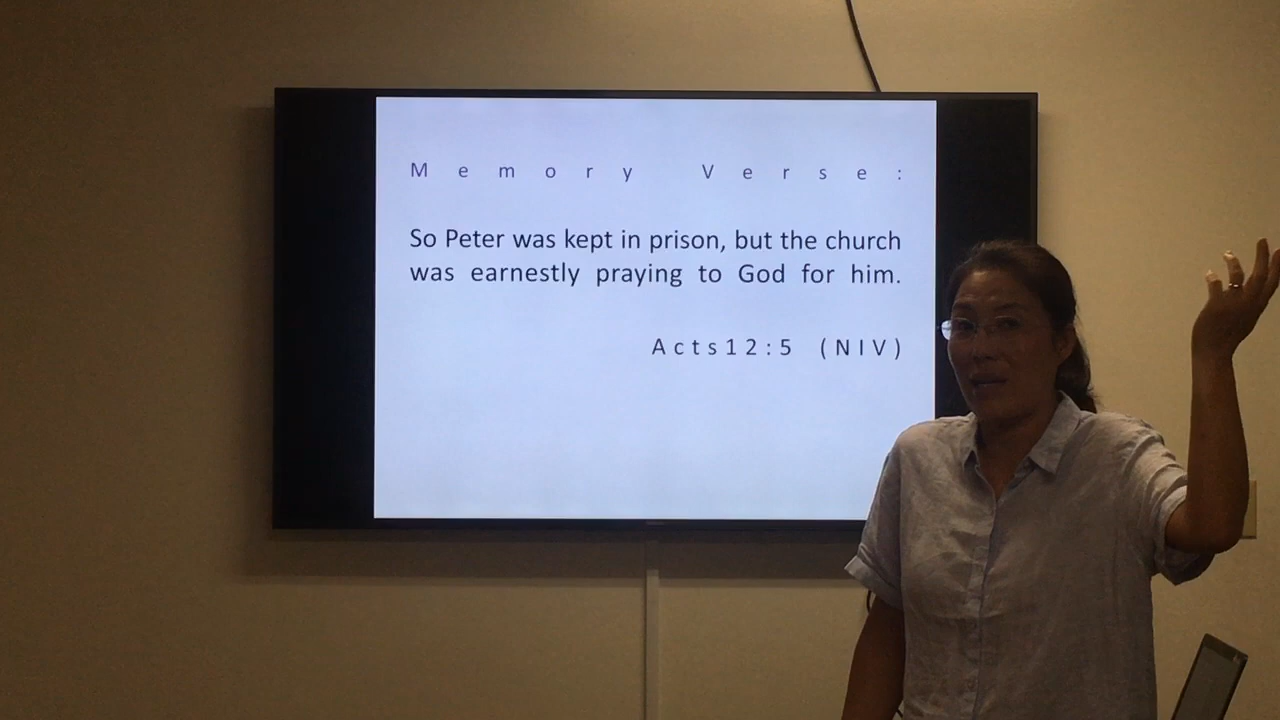 Memory Verse:
So Peter was kept in prison, but the church
was earnestly praying to God for him.
Acts12:5 (NIV)